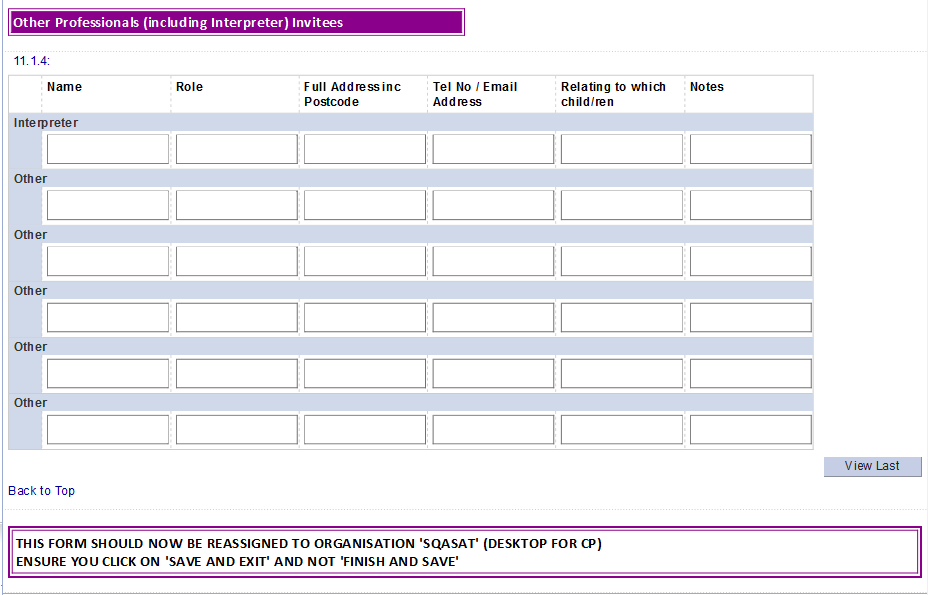 Other Professionals (including Interpreter) Invitees
11.1.4:
Name Role Full Address inc Tel No / Email Relating to which Notes
Postcode Address child/ren
Interpreter
Other
Other
Other
Other
Other
View Last
Back to Top
THIS FORM SHOULD NOW BE REASSIGNED TO ORGANISATION 'SQASAT' (DESKTOP FOR CP)
ENSURE YOU CLICK ON 'SAVE AND EXIT' AND NOT 'FINISH AND SAVE'